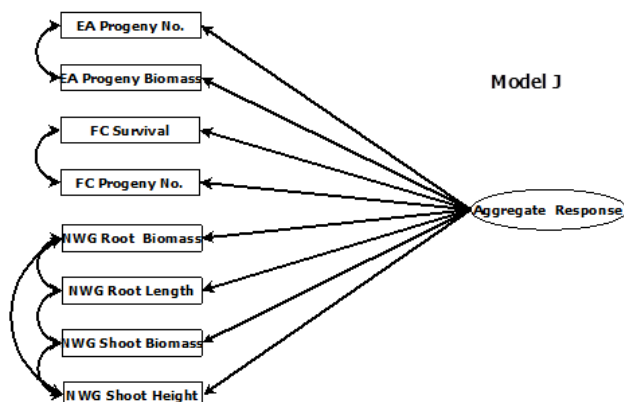 EA Progeny No.
EA Progeny Biomass
Model J
FC Survival
FC Progeny No.
Aggregate Response
NWG Root Biomass
NWG Root Length
NWG Shoot Biomass
NWG Shoot Height